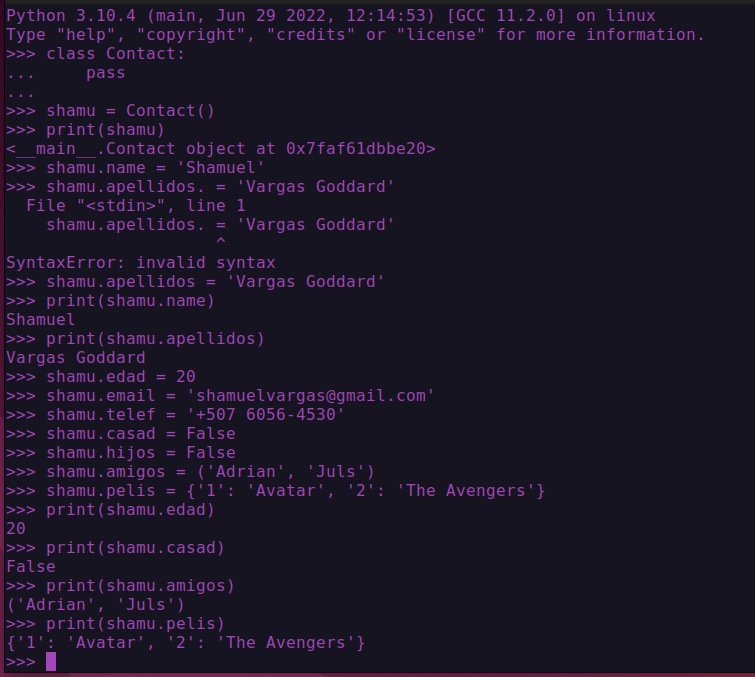 Python 3.10.4 (main, Jun 29 2022, 12:14:53) [GCC 11.2.0] on linux
Type "help", "copyright", "credits" or "license" for more information.
>>> class Contact:
...     pass
...
>>> shamu = Contact()
>>> print(shamu)
<__main__.Contact object at 0x7faf61dbbe20>
>>> shamu.name = 'Shamuel'
>>> shamu.apellidos. = 'Vargas Goddard'
  File "<stdin>", line 1
    shamu.apellidos. = 'Vargas Goddard'
                     ^
SyntaxError: invalid syntax
>>> shamu.apellidos = 'Vargas Goddard'
>>> print(shamu.name)
Shamuel
>>> print(shamu.apellidos)
Vargas Goddard
>>> shamu.edad = 20
>>> shamu.email = 'shamuelvargas@gmail.com'
>>> shamu.telef = '+507 6056-4530'
>>> shamu.casad = False
>>> shamu.hijos = False
>>> shamu.amigos = ('Adrian', 'Juls')
>>> shamu.pelis = {'1': 'Avatar', '2': 'The Avengers'}
>>> print(shamu.edad)
20
>>> print(shamu.casad)
False
>>> print(shamu.amigos)
('Adrian', 'Juls')
>>> print(shamu.pelis)
{'1': 'Avatar', '2': 'The Avengers'}
>>>